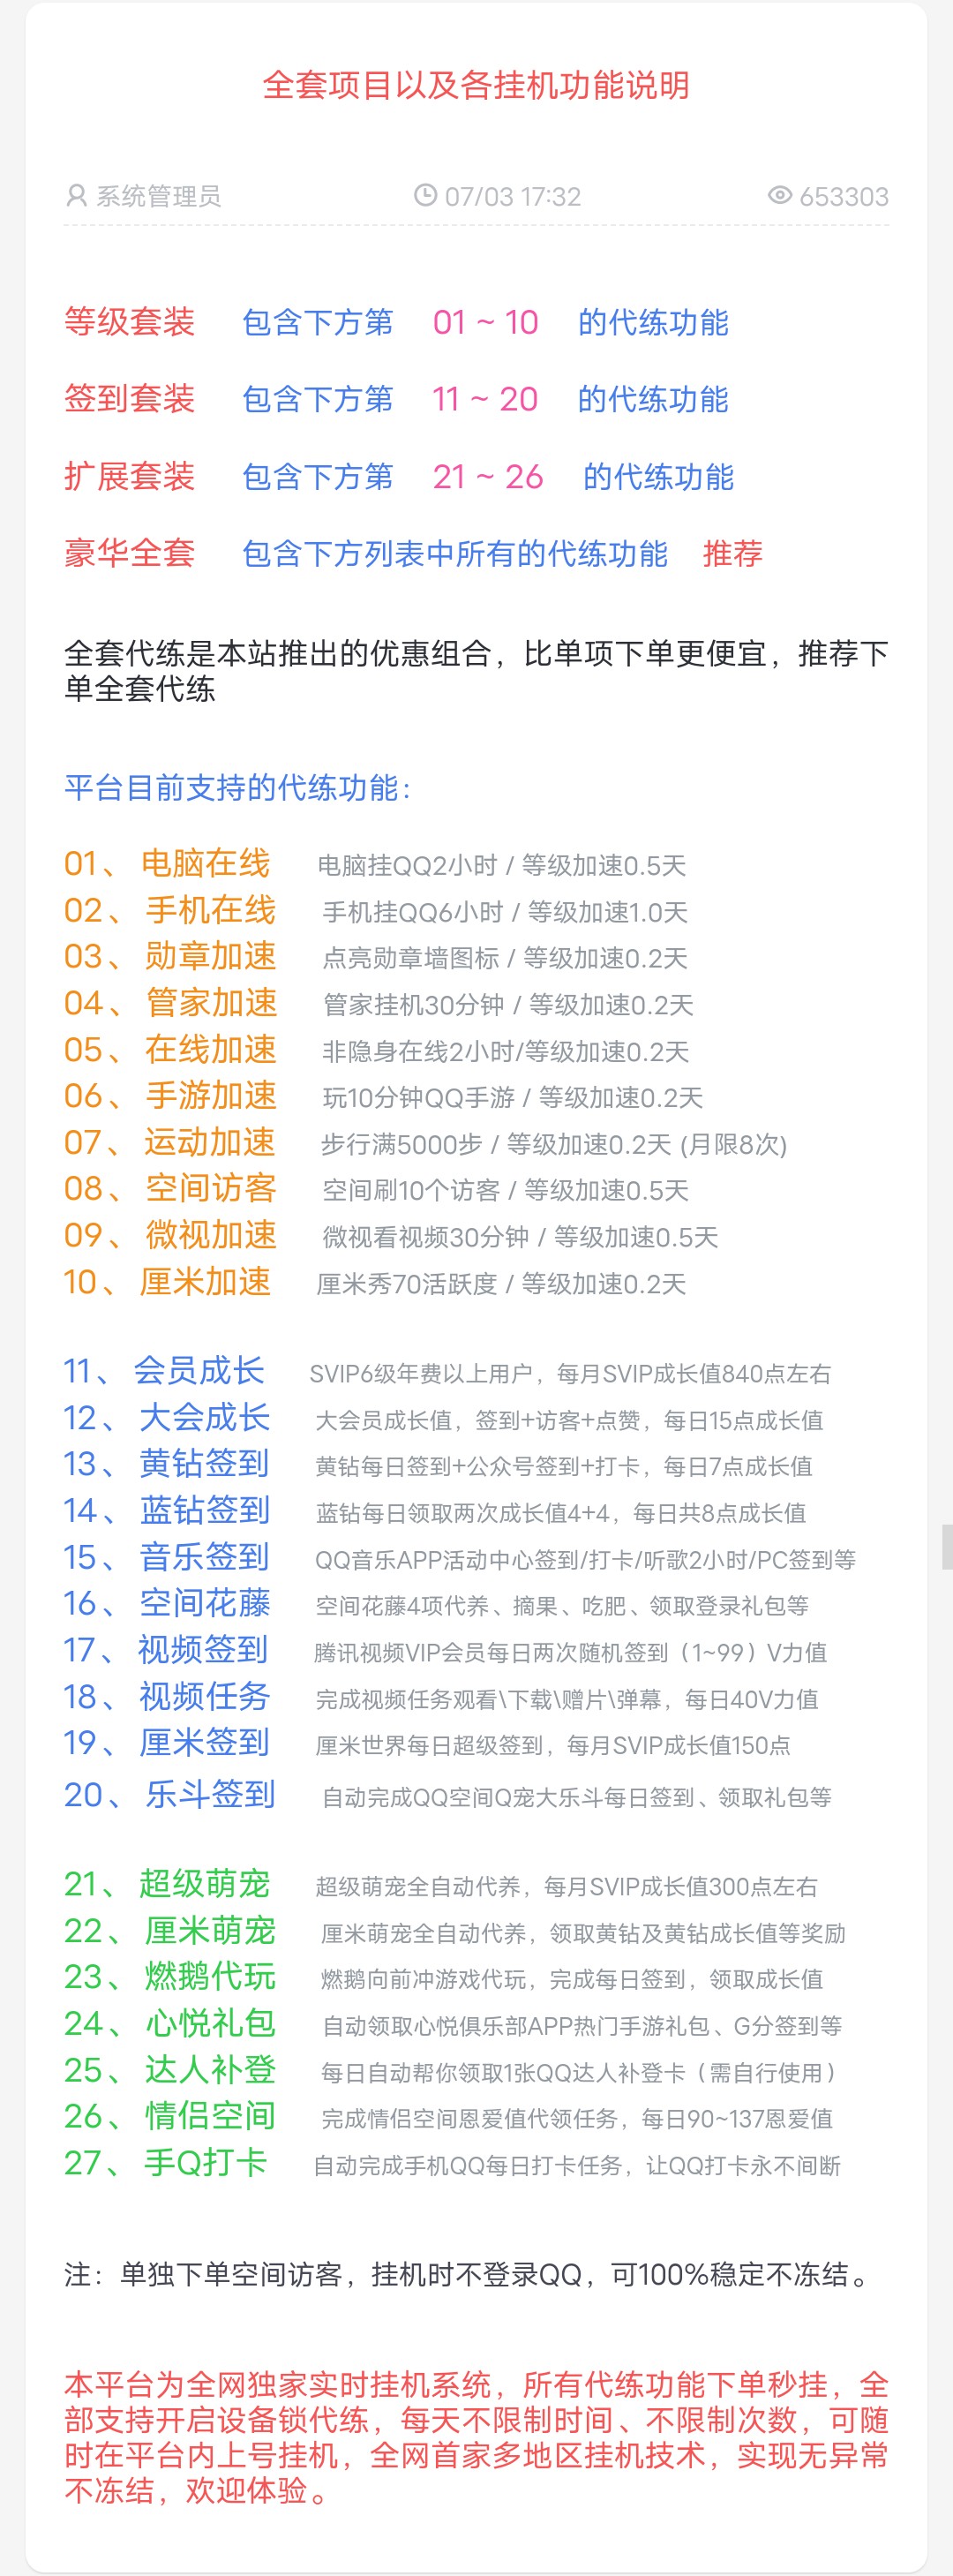 全套项目以及各挂机功能说明
系统管理员 07/03 17:32 653303
等级套装 包含下方第 01 ~ 10 的代练功能
签到套装 包含下方第 11 ~ 20 的代练功能
扩展套装 包含下方第 21 ~ 26 的代练功能
豪华全套 包含下方列表中所有的代练功能 推荐
全套代练是本站推出的优惠组合，比单项下单更便宜，推荐下
单全套代练
平台目前支持的代练功能：
01、 电脑在线 电脑挂QQ2小时 / 等级加速0.5天
02、 手机在线 手机挂QQ6小时 / 等级加速1.0天
03、 勋章加速 点亮勋章墙图标 / 等级加速0.2天
04、 管家加速 管家挂机30分钟 / 等级加速0.2天
05、 在线加速 非隐身在线2小时/等级加速0.2天
06、 手游加速 玩10分钟QQ手游 / 等级加速0.2天
07、 运动加速 步行满5000步 / 等级加速0.2天 (月限8次)
08、 空间访客 空间刷10个访客 / 等级加速0.5天
09、 微视加速 微视看视频30分钟 / 等级加速0.5天
10、 厘米加速 厘米秀70活跃度 / 等级加速0.2天
11、 会员成长 SVIP6级年费以上用户，每月SVIP成长值840点左右
12、 大会成长 大会员成长值，签到+访客+点赞，每日15点成长值
13、 黄钻签到 黄钻每日签到+公众号签到+打卡，每日7点成长值
14、 蓝钻签到 蓝钻每日领取两次成长值4+4，每日共8点成长值
15、 音乐签到 QQ音乐APP活动中心签到/打卡/听歌2小时/PC签到等
16、 空间花藤 空间花藤4项代养、摘果、吃肥、领取登录礼包等
17、 视频签到 腾讯视频VIP会员每日两次随机签到（1~99）V力值
18、 视频任务 完成视频任务观看\下载\赠片\弹幕，每日40V力值
19、 厘米签到 厘米世界每日超级签到，每月SVIP成长值150点
20、 乐斗签到 自动完成QQ空间Q宠大乐斗每日签到、领取礼包等
21、 超级萌宠 超级萌宠全自动代养，每月SVIP成长值300点左右
22、 厘米萌宠 厘米萌宠全自动代养，领取黄钻及黄钻成长值等奖励
23、 燃鹅代玩 燃鹅向前冲游戏代玩，完成每日签到，领取成长值
24、 心悦礼包 自动领取心悦俱乐部APP热门手游礼包、G分签到等
25、 达人补登 每日自动帮你领取1张QQ达人补登卡（需自行使用）
26、 情侣空间 完成情侣空间恩爱值代领任务，每日90~137恩爱值
27、 手Q打卡 自动完成手机QQ每日打卡任务，让QQ打卡永不间断
注：单独下单空间访客，挂机时不登录QQ，可100%稳定不冻结。
本平台为全网独家实时挂机系统，所有代练功能下单秒挂，全
部支持开启设备锁代练，每天不限制时间、不限制次数，可随
时在平台内上号挂机，全网首家多地区挂机技术，实现无异常
不冻结，欢迎体验。